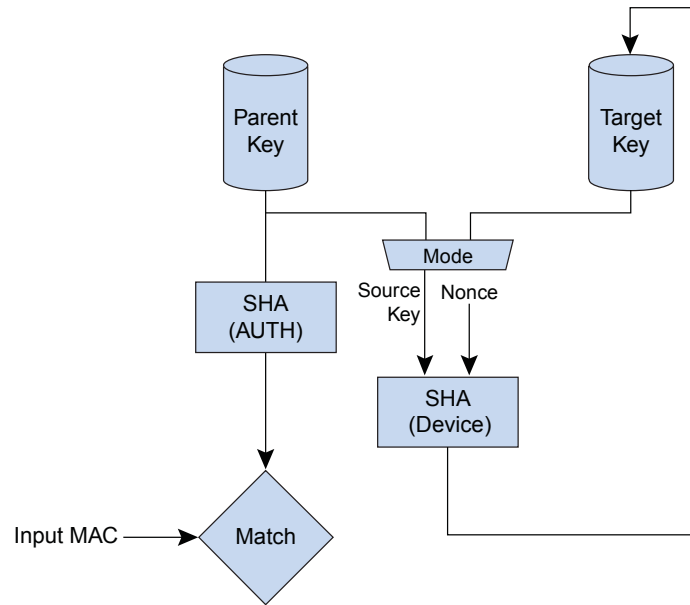 Parent
Key
Target
Key
Mode
Source
Key
Nonce
SHA
(AUTH)
SHA
(Device)
Input MAC
Match